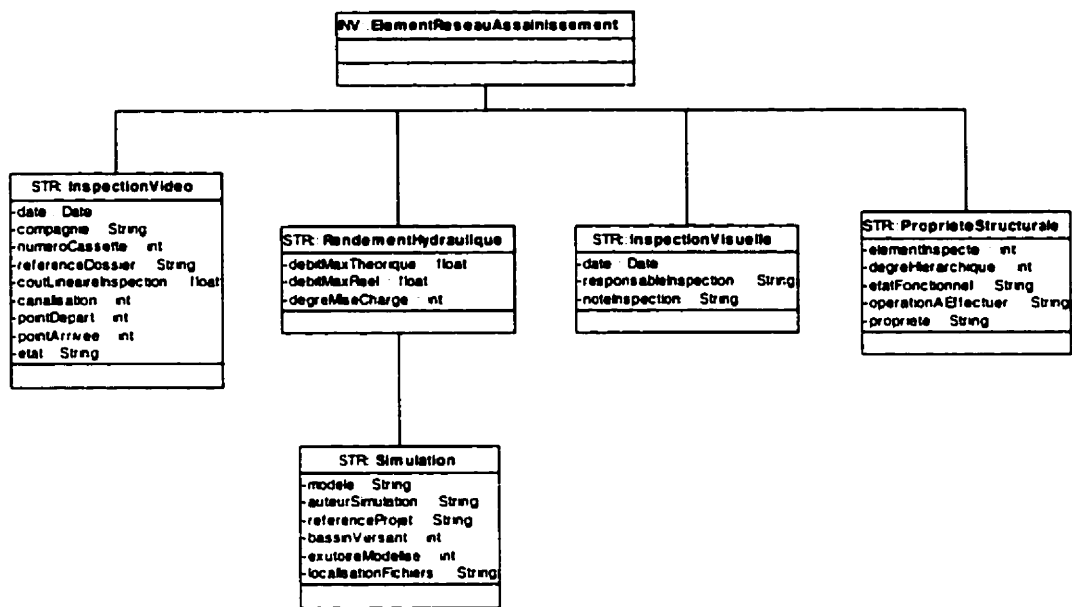 INV : ElementReseauAssainissement
STR: InspectionVideo
-date : Date
-compagnie String
-numeroCassette int
-referenceDossier String
-coutLineaireInspection float
-canalisation int
-pointDepart int
-pointArrivee int
-etat String
STR: RendementHydraulique
-debitMaxTheorique float
-debitMaxReel float
-degreMiseCharge int
STR: InspectionVisuelle
-date : Date
-responsableInspection String
-noteInspection String
STR: ProprieteStructurale
-elementInspecte int
-degreHierarchique int
-etatFonctionnel String
-operationAEffectuer String
-propriete String
STR: Simulation
-modele String
-auteurSimulation String
-referenceProjet String
-bassinVersant int
-exutoireModelise int
-localisationFichiers String